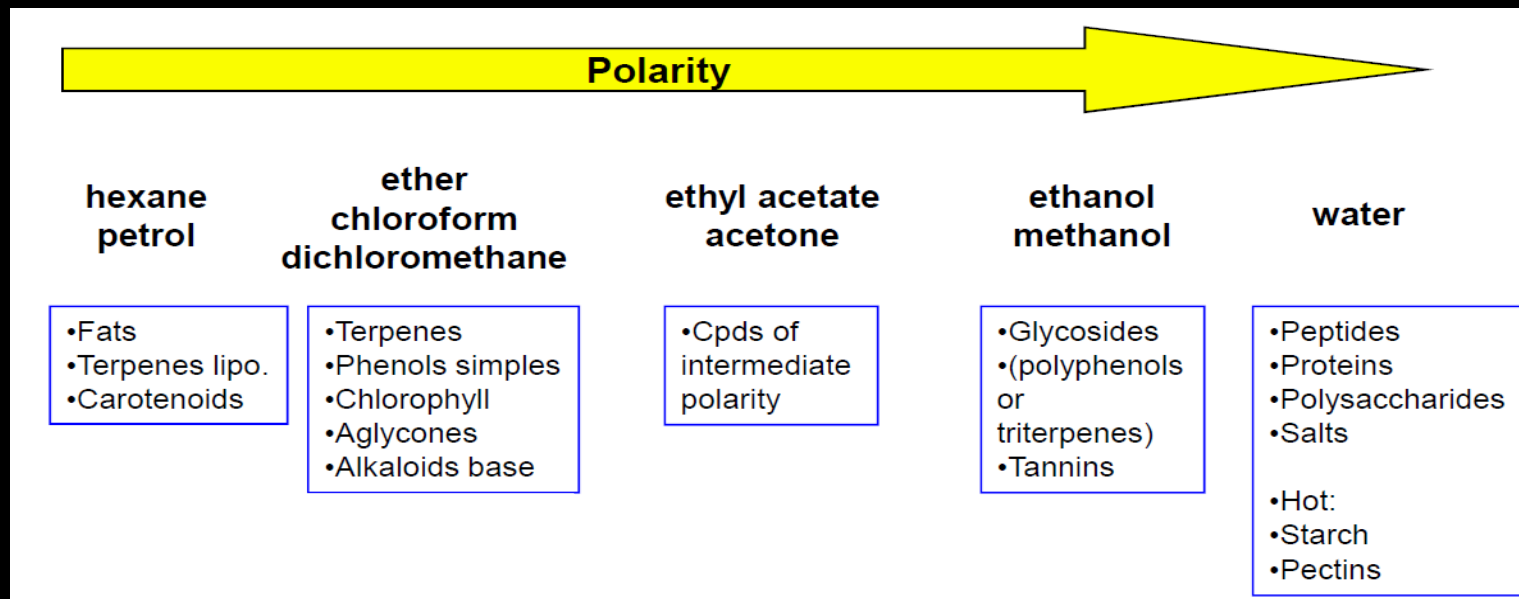 Polarity
hexane
petrol
ether
chloroform
dichloromethane
ethyl acetate
acetone
ethanol
methanol
water
•Fats
•Terpenes lipo.
•Carotenoids
•Terpenes
•Phenols simples
•Chlorophyll
•Aglycones
•Alkaloids base
•Cpds of
intermediate
polarity
•Glycosides
•(polyphenols
or
triterpenes)
•Tannins
•Peptides
•Proteins
•Polysaccharides
•Salts
•Hot:
•Starch
•Pectins